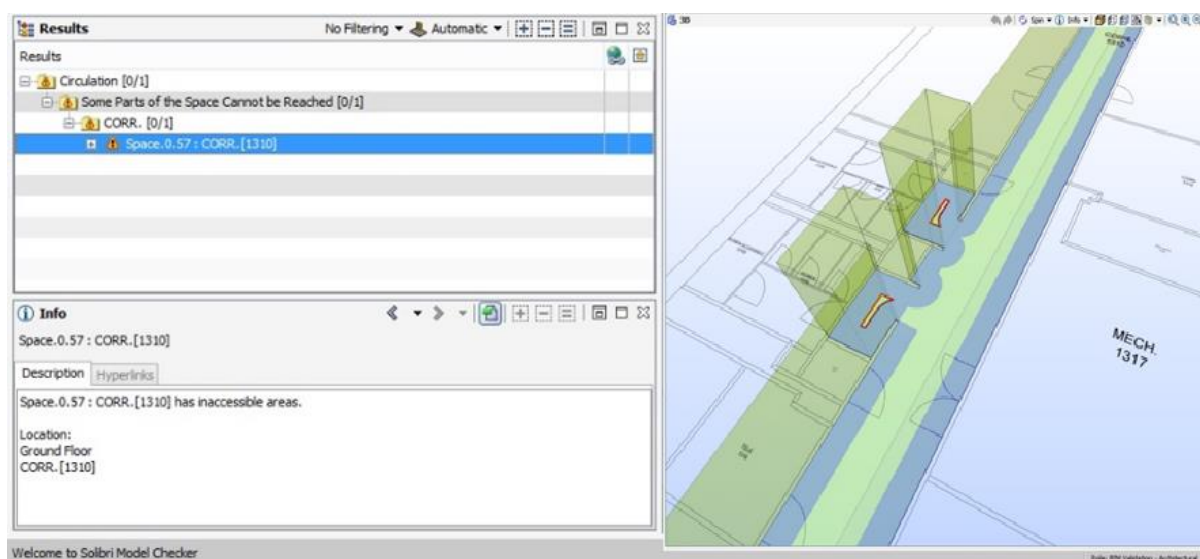 Results
No Filtering
Automatic
Results
Circulation [0/1]
Some Parts of the Space Cannot be Reached [0/1]
CORR. [0/1]
Space.0.57 : CORR.[1310]
Info
Space.0.57 : CORR.[1310]
Description
Hyperlinks
Space.0.57 : CORR.[1310] has inaccessible areas.
Location:
Ground Floor
CORR.[1310]
Welcome to Solibri Model Checker
3D
Spin
Info
MECH.
1317